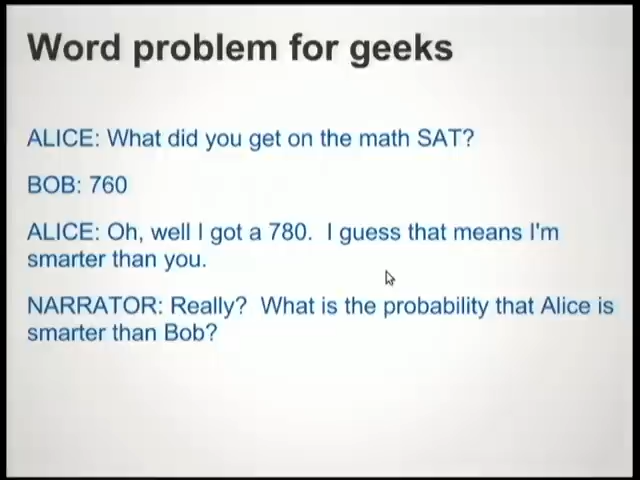 Word problem for geeks
ALICE: What did you get on the math SAT?
BOB: 760
ALICE: Oh, well I got a 780.  I guess that means I'm
smarter than you.
NARRATOR: Really?  What is the probability that Alice is
smarter than Bob?